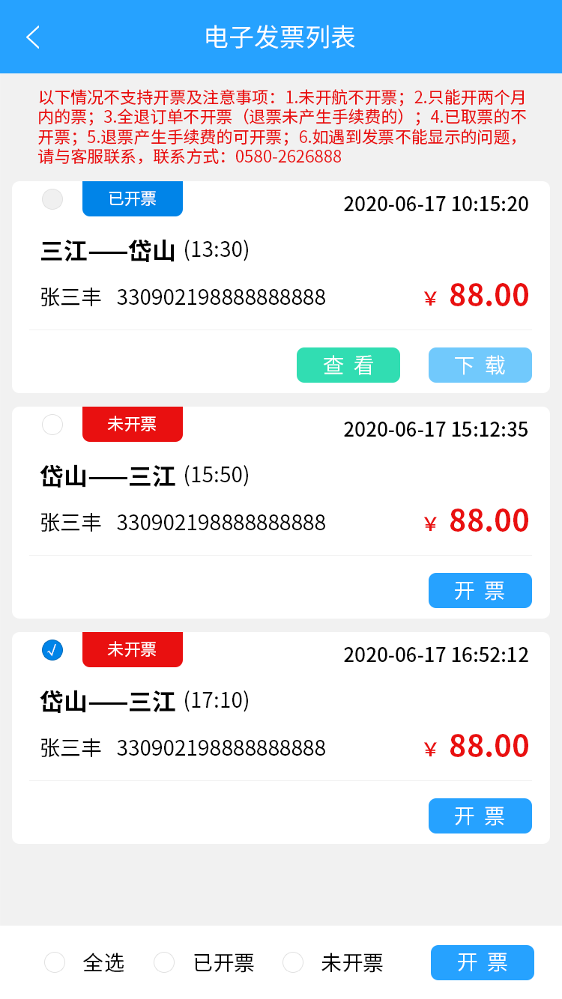 电子发票列表
以下情况不支持开票及注意事项：1.未开航不开票；2.只能开两个月
内的票；3.全退订单不开票（退票未产生手续费的）；4.已取票的不
开票；5.退票产生手续费的可开票；6.如遇到发票不能显示的问题，
请与客服联系，联系方式：0580-2626888
已开票 2020-06-17 10:15:20
三江——岱山 (13:30)
张三丰 330902198888888888 ¥ 88.00
查 看 下 载
未开票 2020-06-17 15:12:35
岱山——三江 (15:50)
张三丰 330902198888888888 ¥ 88.00
开 票
未开票 2020-06-17 16:52:12
岱山——三江 (17:10)
张三丰 330902198888888888 ¥ 88.00
开 票
全选 已开票 未开票 开 票